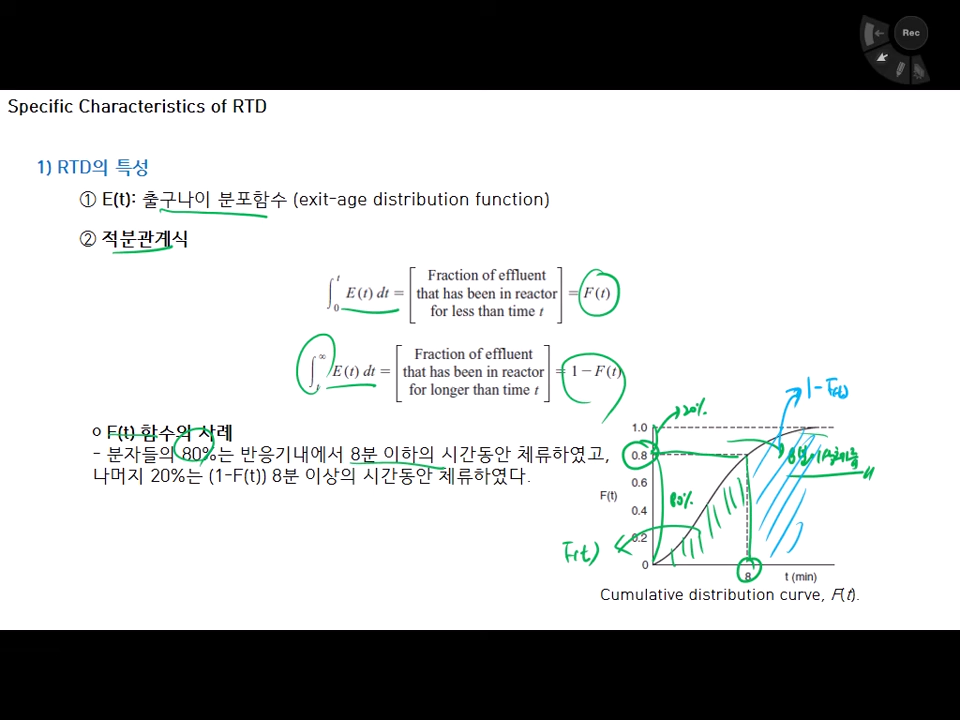 Rec
Specific Characteristics of RTD
1) RTD의 특성
① E(t): 출구나이 분포함수 (exit-age distribution function)
② 적분관계식
∫₀ᵗ E(t) dt = [Fraction of effluent that has been in reactor for less than time t] = F(t)
∫ₜ^∞ E(t) dt = [Fraction of effluent that has been in reactor for longer than time t] = 1 − F(t)
o F(t) 함수의 사례
- 분자들의 80%는 반응기내에서 8분 이하의 시간동안 체류하였고,
나머지 20%는 (1-F(t)) 8분 이상의 시간동안 체류하였다.
1-F(t)
20%
1.0
0.8
0.6
F(t)
80%
0.4
0.2
F(t)
0
8
t (min)
Cumulative distribution curve, F(t).